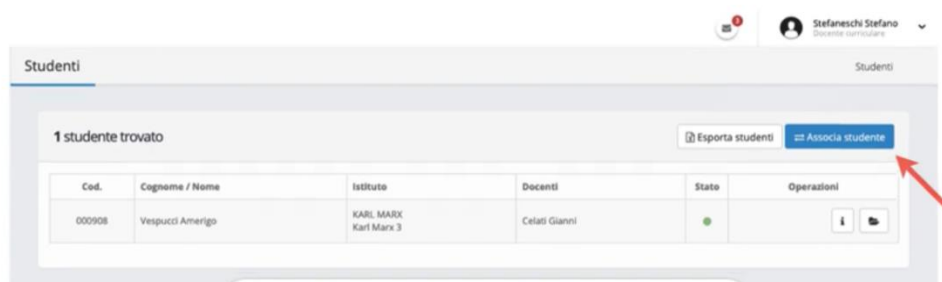 3
Stefaneschi Stefano
Docente curriculare
Studenti
Studenti
1 studente trovato
Esporta studenti
Associa studente
Cod. Cognome / Nome Istituto Docenti Stato Operazioni
000908 Vespucci Amerigo KARL MARX Celati Gianni i
Karl Marx 3